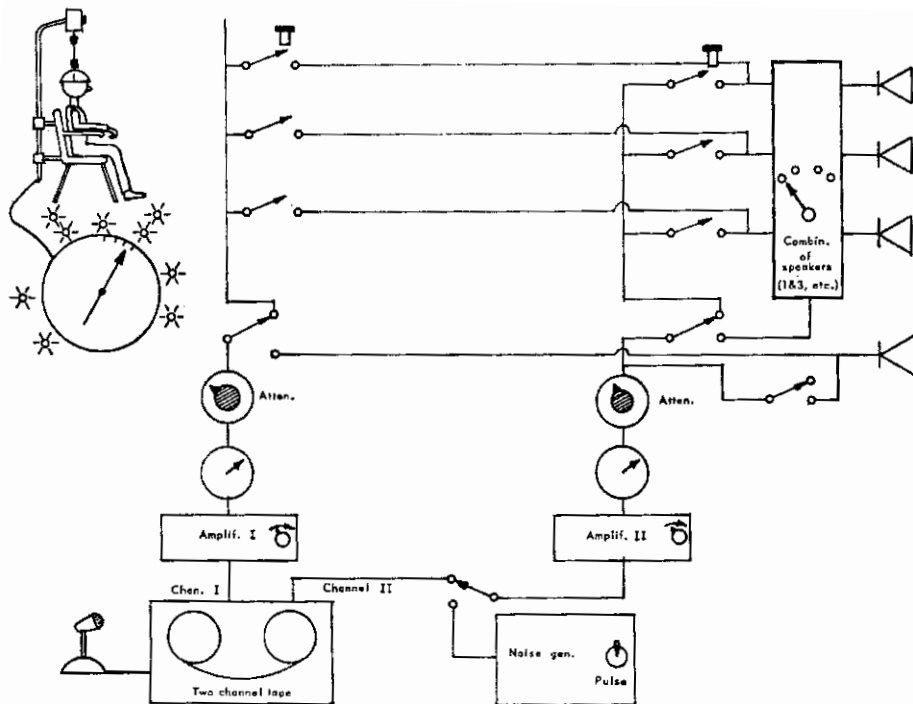 Combin.
of
speakers
(1&3, etc.)
Atten.
Atten.
Amplif. I
Amplif. II
Chan. I
Channel II
Noise gen.
Pulse
Two channel tape